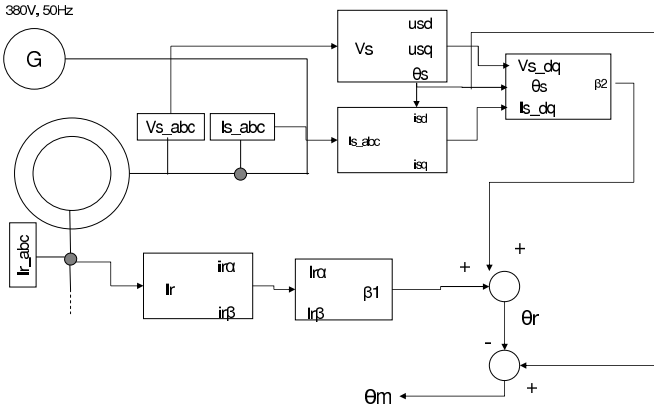 380V, 50Hz
G
Vs
usd
usq
θs
Vs_dq
θs
Is_dq
β2
Vs_abc
Is_abc
Is_abc
isd
isq
Ir_abc
Ir
irα
irβ
Irα
Irβ
β1
+
+
θr
-
+
θm